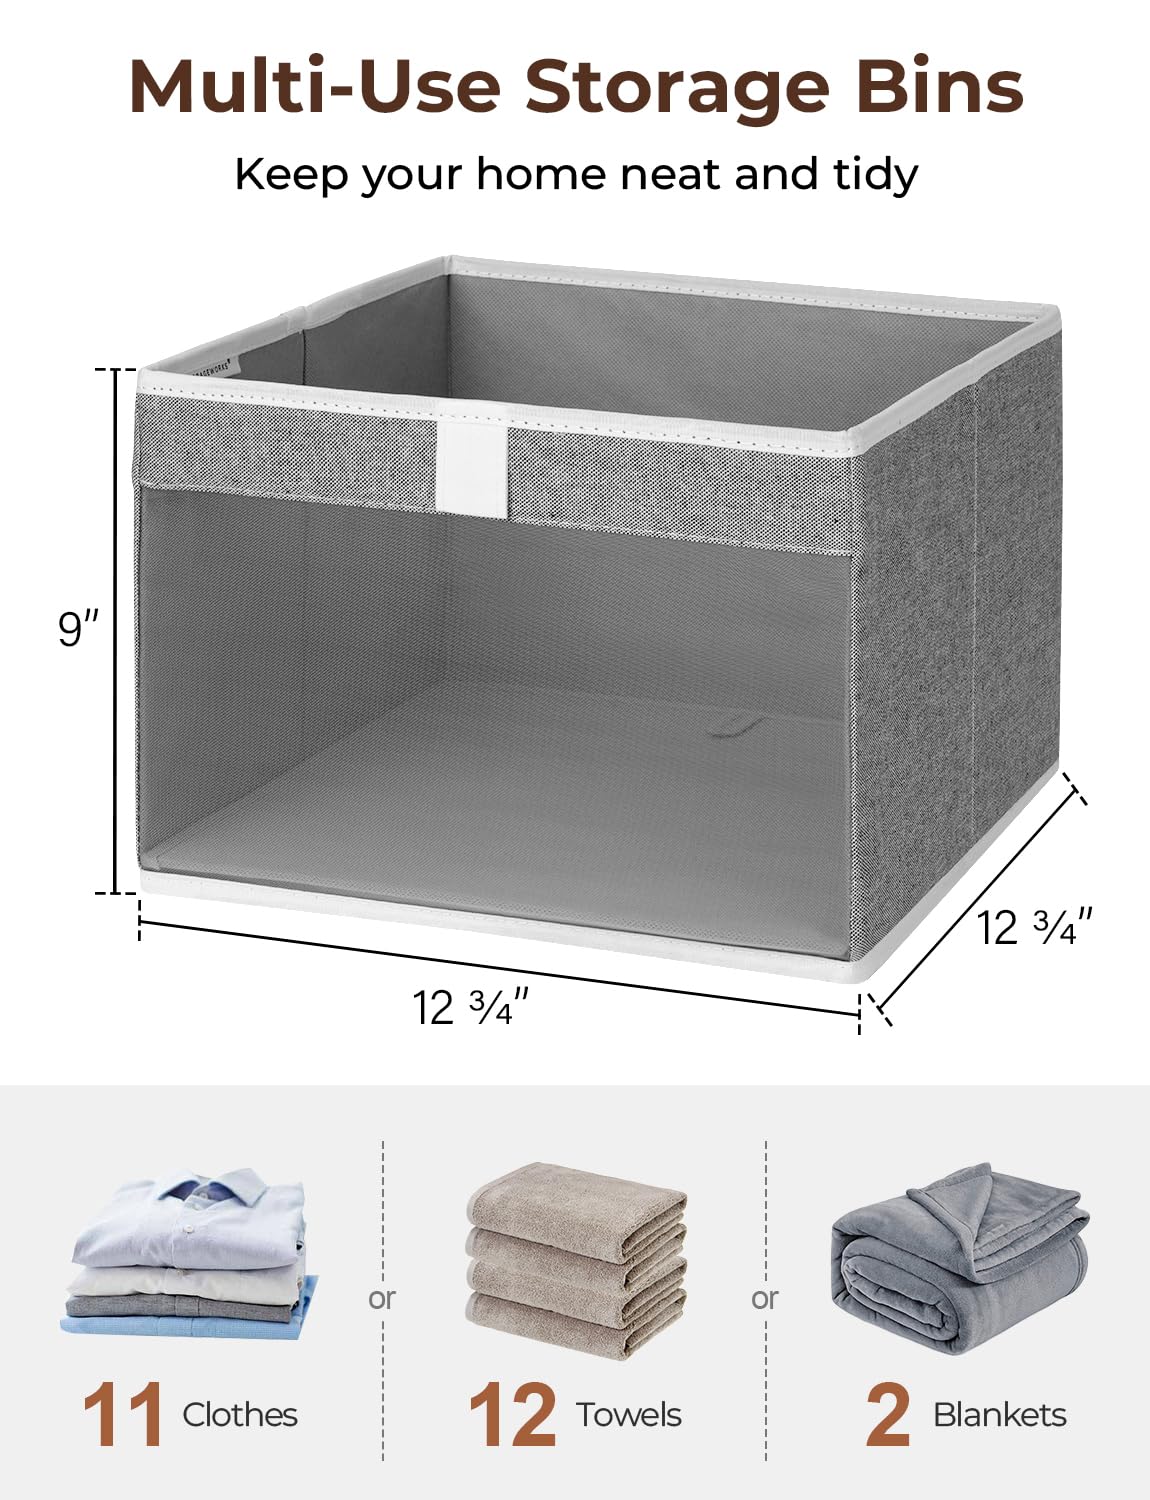 Multi-Use Storage Bins
Keep your home neat and tidy
9"
12 ¾"
12 ¾"
or
or
11 Clothes
12 Towels
2 Blankets